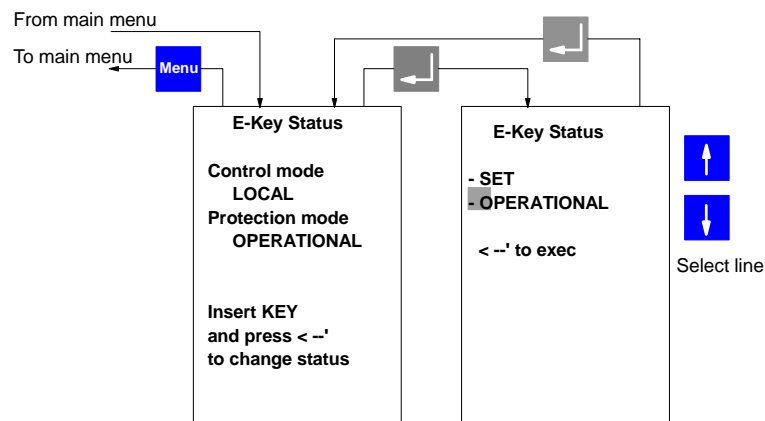 From main menu
To main menu
Menu
E-Key Status
Control mode
LOCAL
Protection mode
OPERATIONAL
Insert KEY
and press < --'
to change status
E-Key Status
- SET
- OPERATIONAL
< --' to exec
Select line